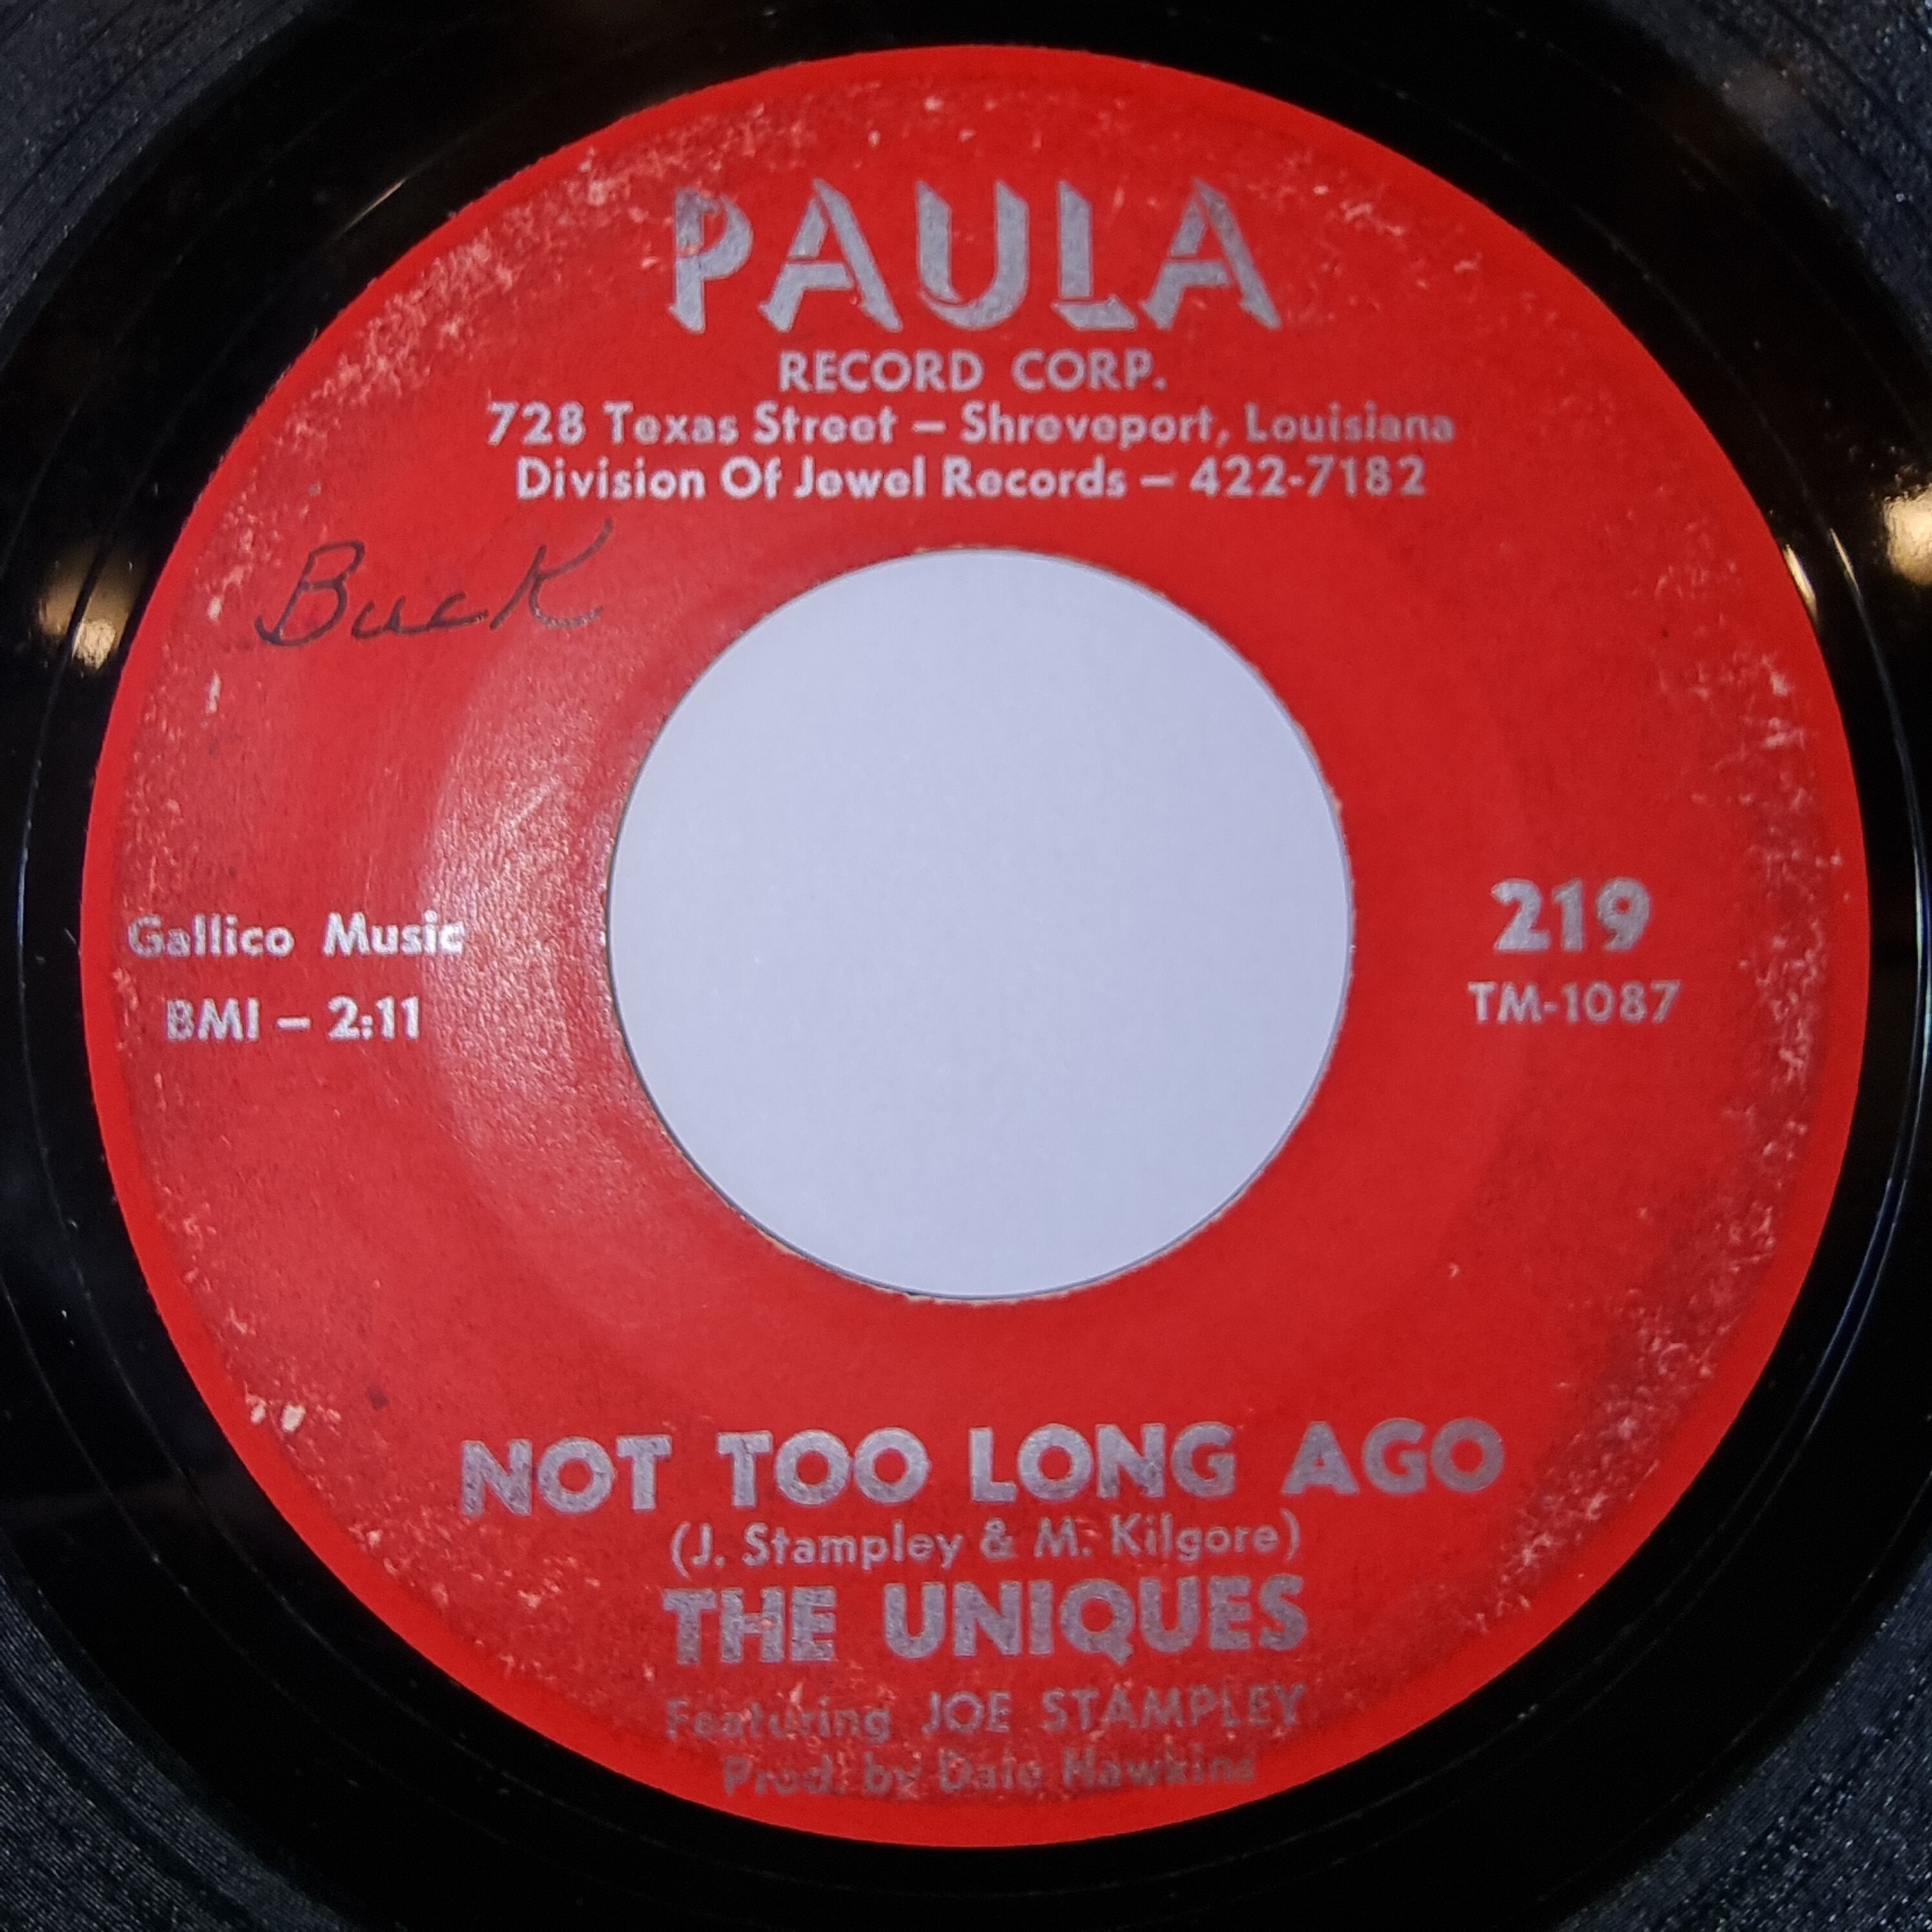 PAULA
RECORD CORP.
728 Texas Street – Shreveport, Louisiana
Division Of Jewel Records – 422-7182
Buck
Gallico Music
BMI – 2:11
219
TM-1087
NOT TOO LONG AGO
(J. Stampley & M. Kilgore)
THE UNIQUES
Featuring JOE STAMPLEY
Prod. by Dale Hawkins